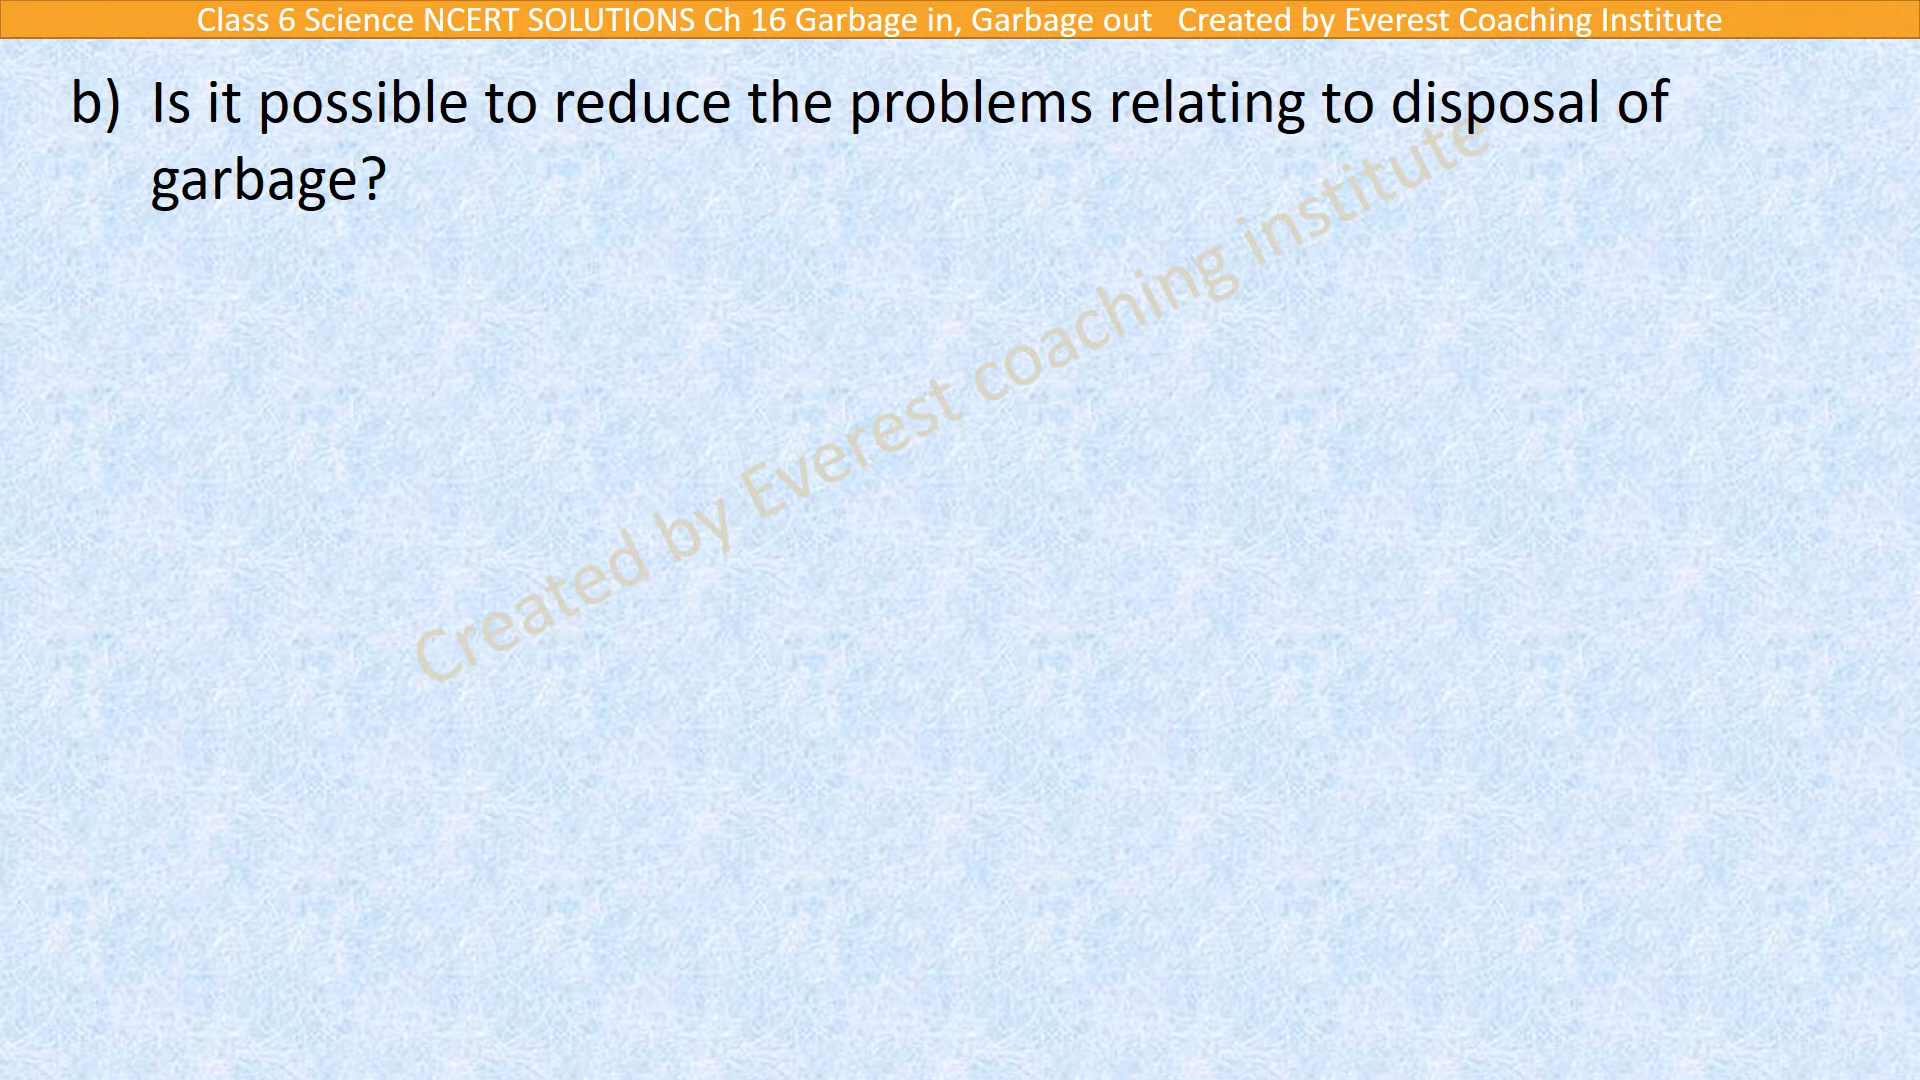 Class 6 Science NCERT SOLUTIONS Ch 16 Garbage in, Garbage out   Created by Everest Coaching Institute
b) Is it possible to reduce the problems relating to disposal of
garbage?
Created by Everest coaching institute